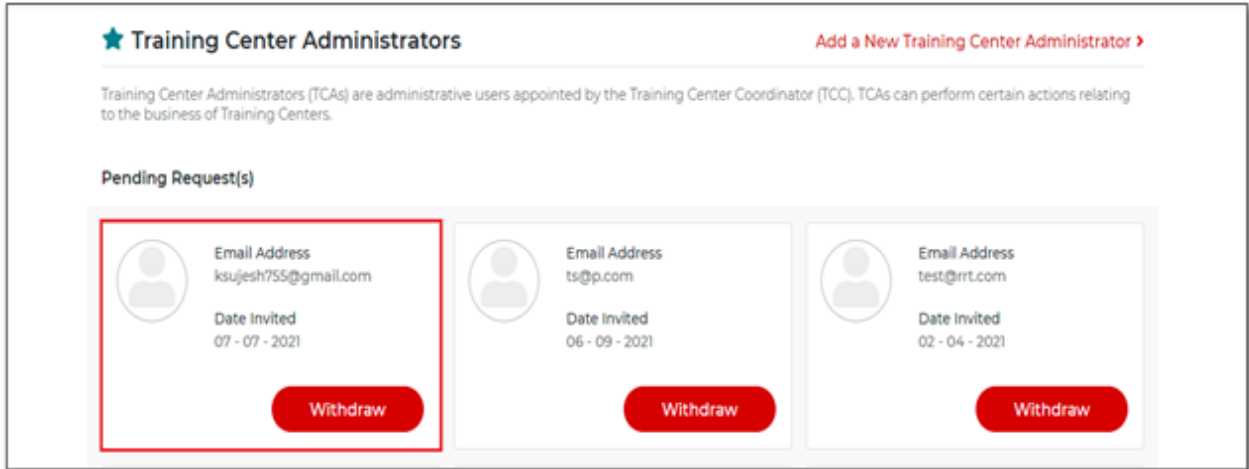 Training Center Administrators
Add a New Training Center Administrator >
Training Center Administrators (TCAs) are administrative users appointed by the Training Center Coordinator (TCC). TCAs can perform certain actions relating
to the business of Training Centers.
Pending Request(s)
Email Address
ksujesh755@gmail.com
Date Invited
07 - 07 - 2021
Withdraw
Email Address
ts@p.com
Date Invited
06 - 09 - 2021
Withdraw
Email Address
test@rrt.com
Date Invited
02 - 04 - 2021
Withdraw